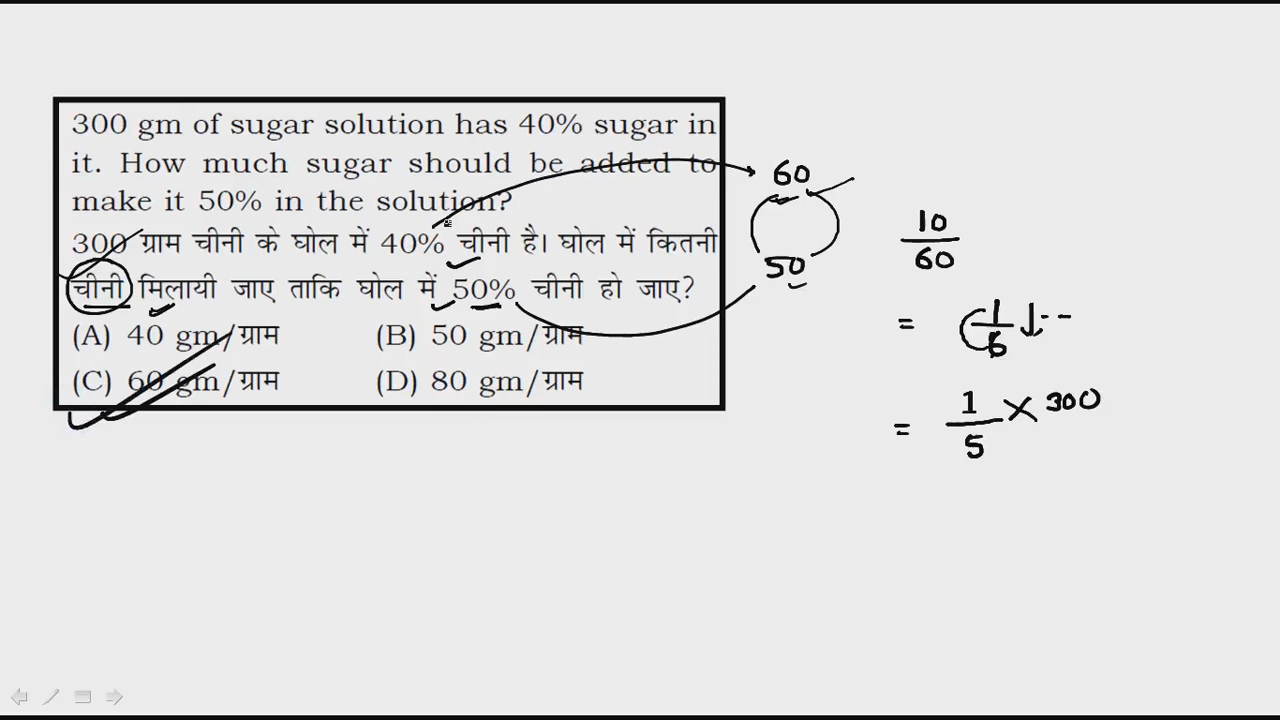 300 gm of sugar solution has 40% sugar in
it. How much sugar should be added to
make it 50% in the solution?
300 ग्राम चीनी के घोल में 40% चीनी है। घोल में कितनी
चीनी मिलायी जाए ताकि घोल में 50% चीनी हो जाए?
(A) 40 gm/ग्राम (B) 50 gm/ग्राम
(C) 60 gm/ग्राम (D) 80 gm/ग्राम
60
50
10
60
= 1
6 ↓--
= 1
5 × 300